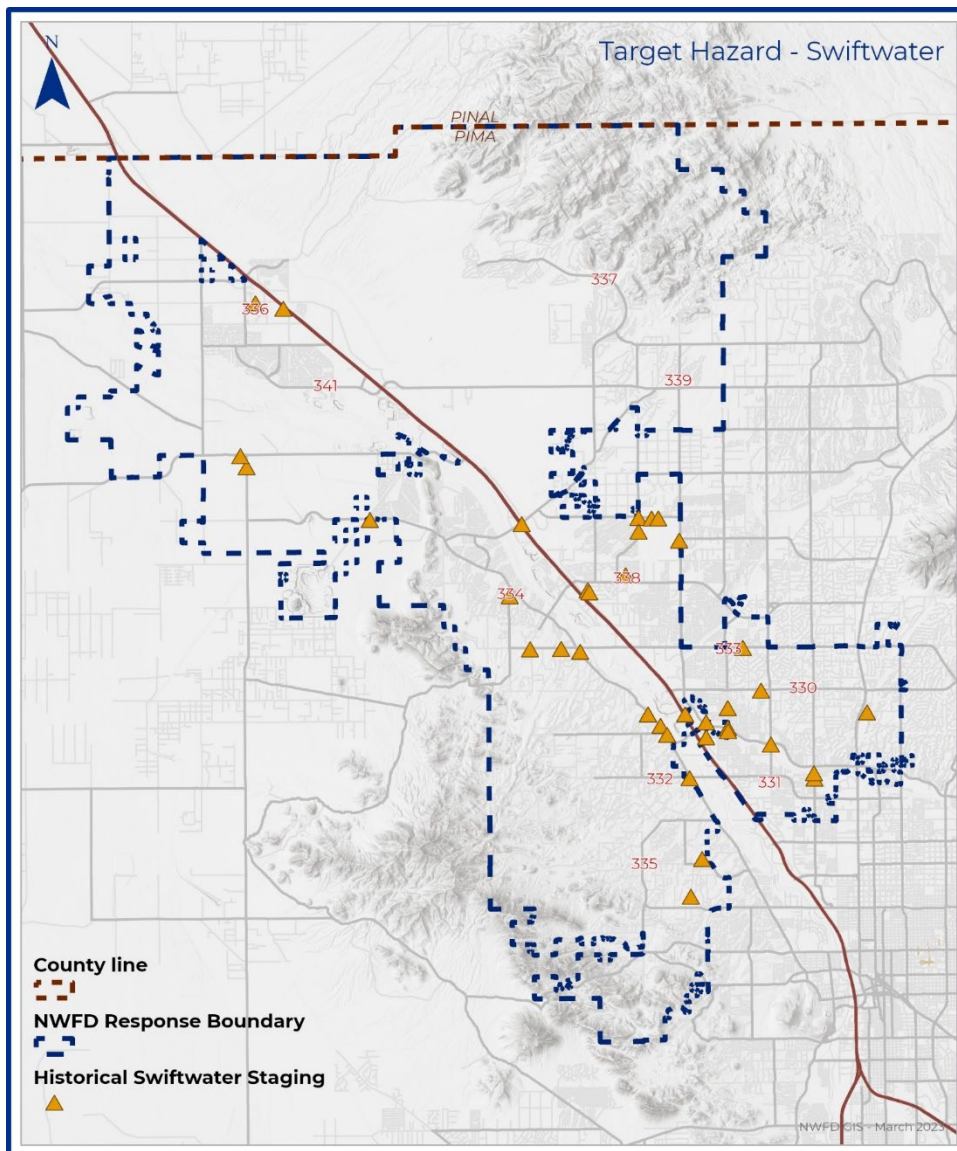 N
Target Hazard - Swiftwater
PINAL
PIMA
337
336
341
339
338
334
333
330
332
331
335
County line
NWFD Response Boundary
Historical Swiftwater Staging
NWFD GIS - March 2023